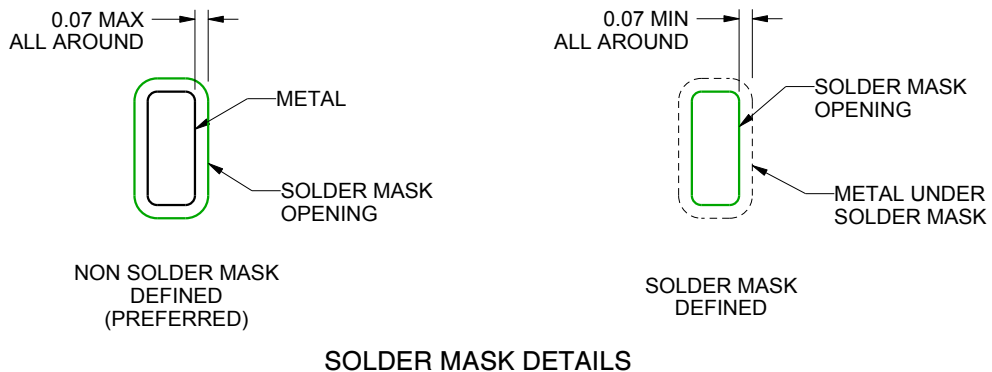 0.07 MAX
ALL AROUND
METAL
SOLDER MASK
OPENING
NON SOLDER MASK
DEFINED
(PREFERRED)
0.07 MIN
ALL AROUND
SOLDER MASK
OPENING
METAL UNDER
SOLDER MASK
SOLDER MASK
DEFINED
SOLDER MASK DETAILS